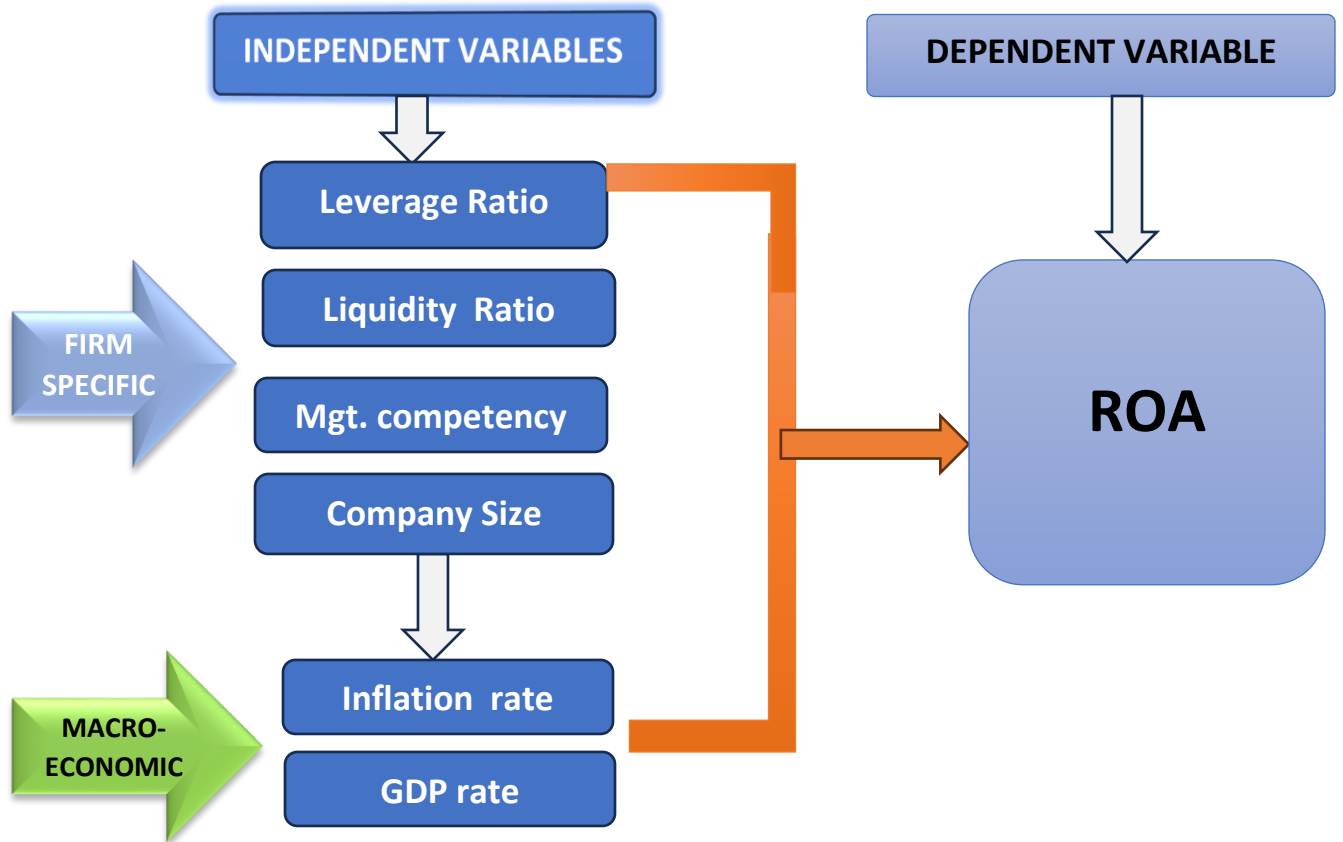 INDEPENDENT VARIABLES
DEPENDENT VARIABLE
Leverage Ratio
Liquidity Ratio
FIRM
SPECIFIC
Mgt. competency
Company Size
ROA
Inflation rate
MACRO-
ECONOMIC
GDP rate